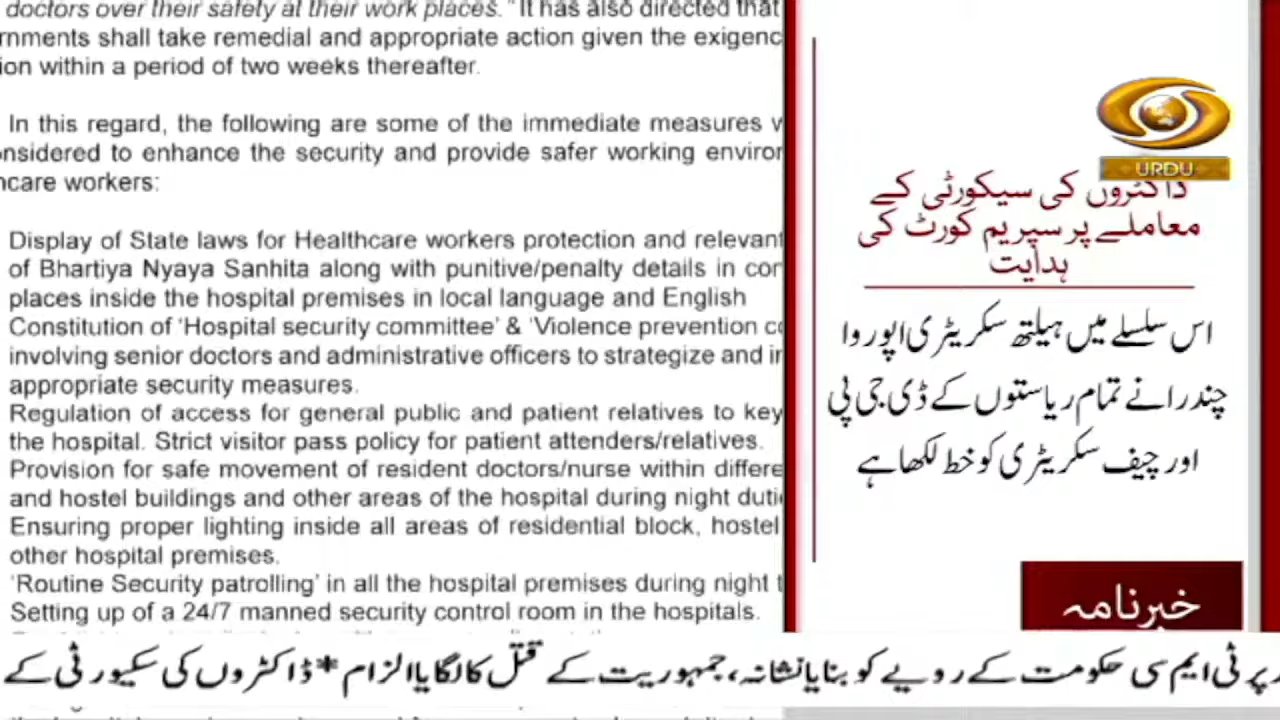 doctors over their safety at their work places." It has also directed that
rnments shall take remedial and appropriate action given the exigenc
ion within a period of two weeks thereafter.
In this regard, the following are some of the immediate measures
onsidered to enhance the security and provide safer working
ncare workers:
Display of State laws for Healthcare workers protection and relevant
of Bhartiya Nyaya Sanhita along with punitive/penalty details in
places inside the hospital premises in local language and English
Constitution of 'Hospital security committee' & 'Violence prevention
involving senior doctors and administrative officers to strategize and
appropriate security measures.
Regulation of access for general public and patient relatives to key
the hospital. Strict visitor pass policy for patient attenders/relatives.
Provision for safe movement of resident doctors/nurse within
and hostel buildings and other areas of the hospital during night
Ensuring proper lighting inside all areas of residential block, hostel
other hospital premises.
'Routine Security patrolling' in all the hospital premises during night
Setting up of a 24/7 manned security control room in the hospitals.
URDU
ڈاکٹروں کی سیکورٹی کے
معاملے پر سپریم کورٹ کی
ہدایت
اس سلسلے میں ہیلتھ سکریٹری اپوروا
چندرا نے تمام ریاستوں کے ڈی جی پی
اور چیف سکریٹری کو خط لکھا ہے
خبرنامہ
پر ٹی ایم سی حکومت کے رویے کو بنایا نشانہ، جمہوریت کے قتل کا لگایا الزام * ڈاکٹروں کی سکیورٹی کے